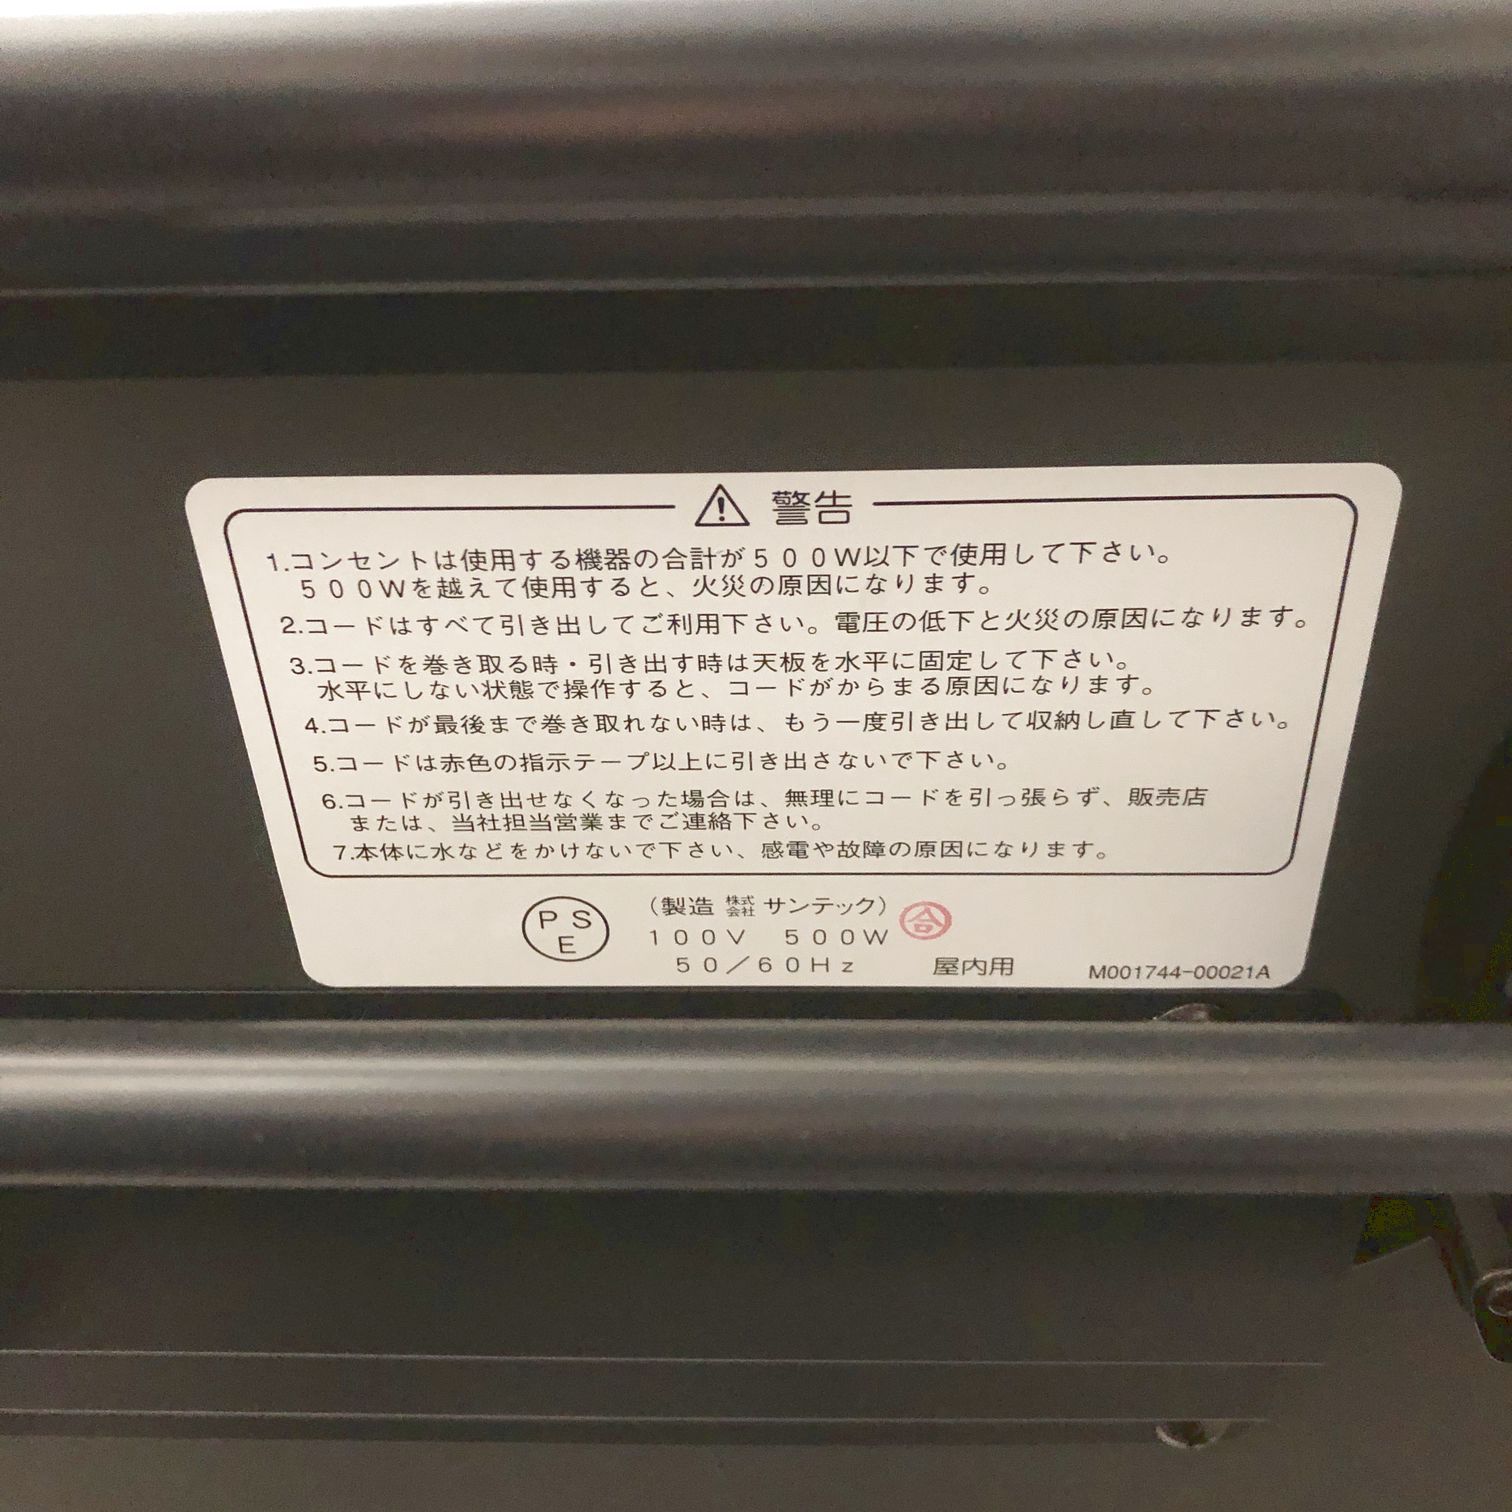 ⚠ 警告
1.コンセントは使用する機器の合計が５００Ｗ以下で使用して下さい。
５００Ｗを越えて使用すると、火災の原因になります。
2.コードはすべて引き出してご利用下さい。電圧の低下と火災の原因になります。
3.コードを巻き取る時・引き出す時は天板を水平に固定して下さい。
水平にしない状態で操作すると、コードがからまる原因になります。
4.コードが最後まで巻き取れない時は、もう一度引き出して収納し直して下さい。
5.コードは赤色の指示テープ以上に引き出さないで下さい。
6.コードが引き出せなくなった場合は、無理にコードを引っ張らず、販売店
または、当社担当営業までご連絡下さい。
7.本体に水などをかけないで下さい、感電や故障の原因になります。
PS
E
（製造 株式会社 サンテック）
１００Ｖ　５００Ｗ
合
５０／６０Ｈｚ
屋内用
M001744-00021A